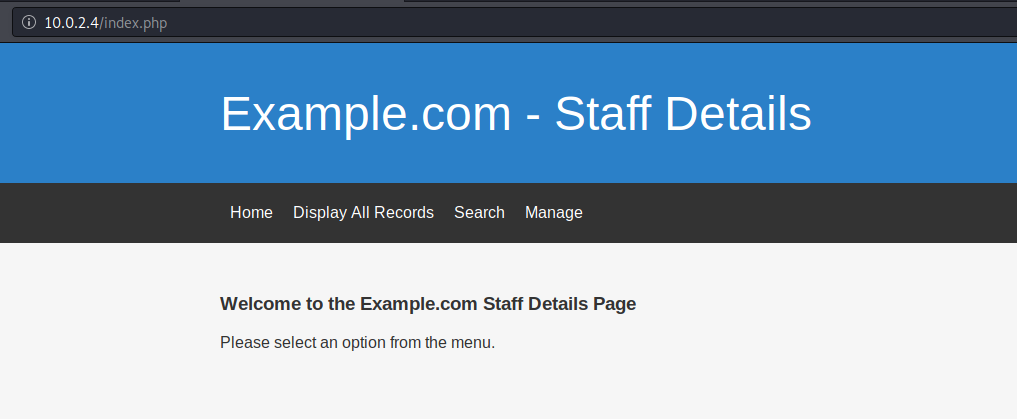 10.0.2.4/index.php
Example.com - Staff Details
Home Display All Records Search Manage
Welcome to the Example.com Staff Details Page
Please select an option from the menu.